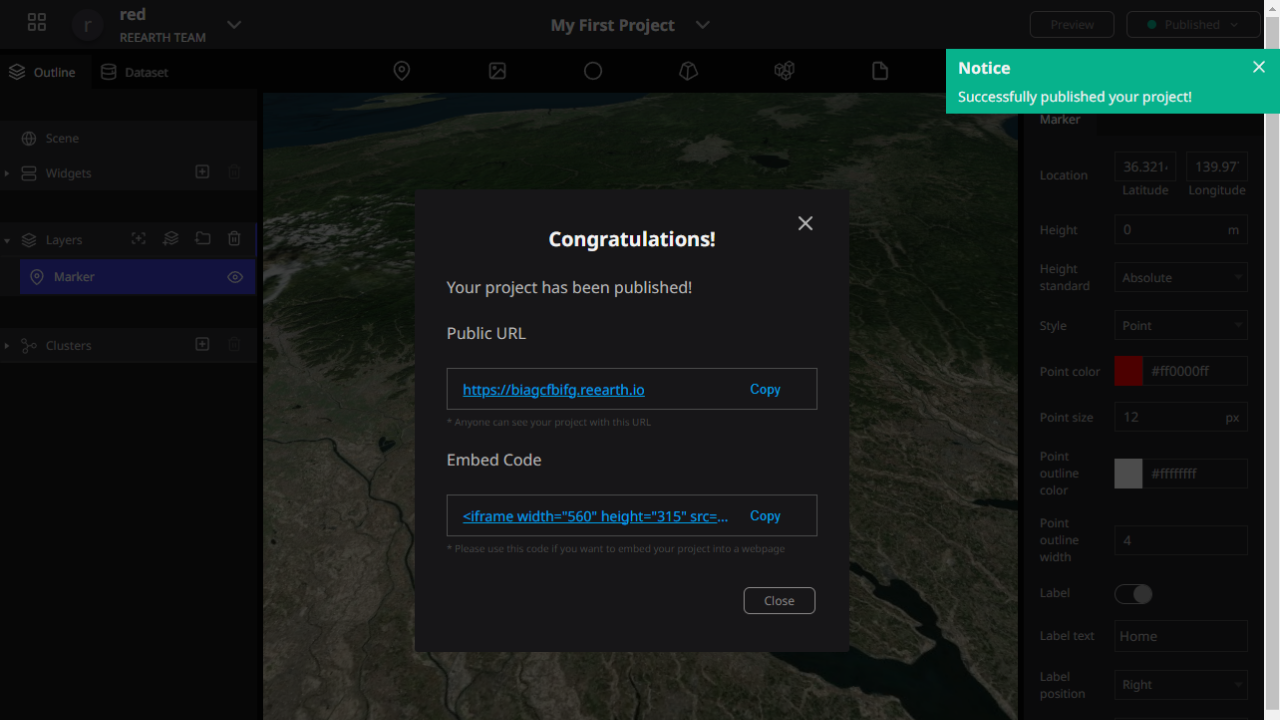 r
red
REEARTH TEAM
My First Project
Preview
Published
Outline
Dataset
Notice
Successfully published your project!
Scene
Widgets
Layers
Marker
Clusters
Congratulations!
Your project has been published!
Public URL
https://biagcfbifg.reearth.io
Copy
* Anyone can see your project with this URL
Embed Code
<iframe width="560" height="315" src=...
Copy
* Please use this code if you want to embed your project into a webpage
Close
Marker
Location
36.321
139.97
Latitude
Longitude
Height
0
m
Height
standard
Absolute
Style
Point
Point color
#ff0000ff
Point size
12
px
Point
outline
color
#ffffffff
Point
outline
width
4
Label
Label text
Home
Label
position
Right